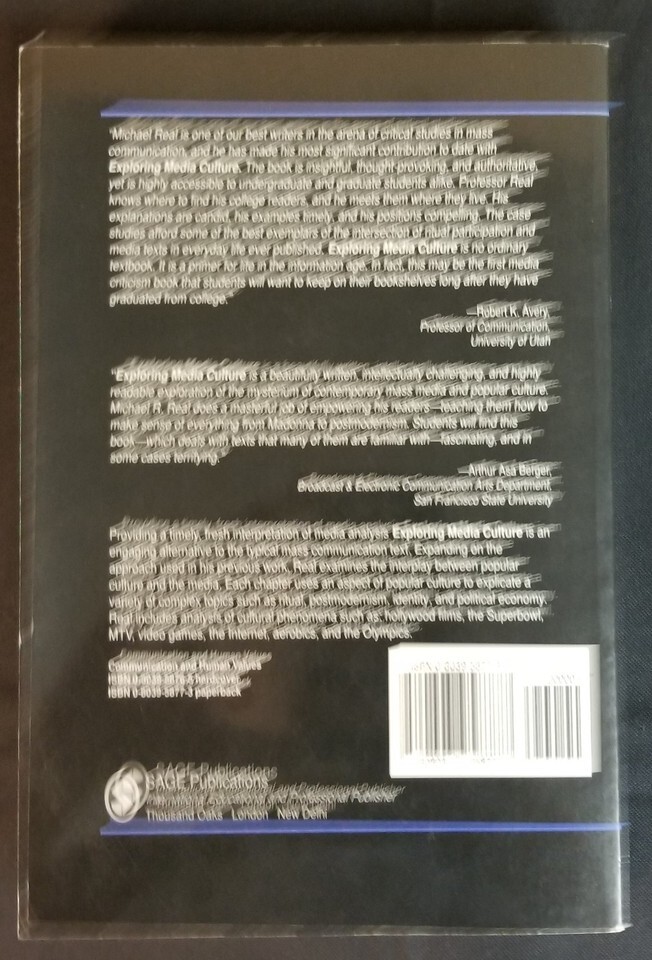 "Michael Real is one of our best writers in the arena of critical studies in mass
communication, and he has made his most significant contribution to date with
Exploring Media Culture. The book is insightful, thought-provoking, and authoritative
yet is highly accessible to undergraduate and graduate students alike. Professor Real
knows where to find his college readers, and he meets them where they live. His
explanations are candid, his examples timely, and his positions compelling. The case
studies afford some of the best exemplars of the intersection of ritual participation and
media texts in everyday life ever published. Exploring Media Culture is no ordinary
textbook. It is a primer for life in the information age. In fact, this may be the first media
criticism book that students will want to keep on their bookshelves long after they have
graduated from college."
—Robert K. Avery,
Professor of Communication,
University of Utah
"Exploring Media Culture is a beautifully written, intellectually challenging, and highly
readable exploration of the mysterium of contemporary mass media and popular culture.
Michael R. Real does a masterful job of empowering his readers—teaching them how to
make sense of everything from Madonna to postmodernism. Students will find this
book—which deals with texts that many of them are familiar with—fascinating, and in
some cases terrifying."
—Arthur Asa Berger,
Broadcast & Electronic Communication Arts Department,
San Francisco State University
Providing a timely, fresh interpretation of media analysis Exploring Media Culture is an
engaging alternative to the typical mass communication text. Expanding on the
approach used in his previous work, Real examines the interplay between popular
culture and the media. Each chapter uses an aspect of popular culture to explicate a
variety of complex topics such as ritual, postmodernism, identity, and political economy.
Real includes analysis of cultural phenomena such as: hollywood films, the Superbowl,
MTV, video games, the Internet, aerobics, and the Olympics.
Communication and Human Values
hardcover
ISBN 0-8039-5877-3 paperback
SAGE Publications
International Educational and Professional Publisher
Thousand Oaks London New Delhi